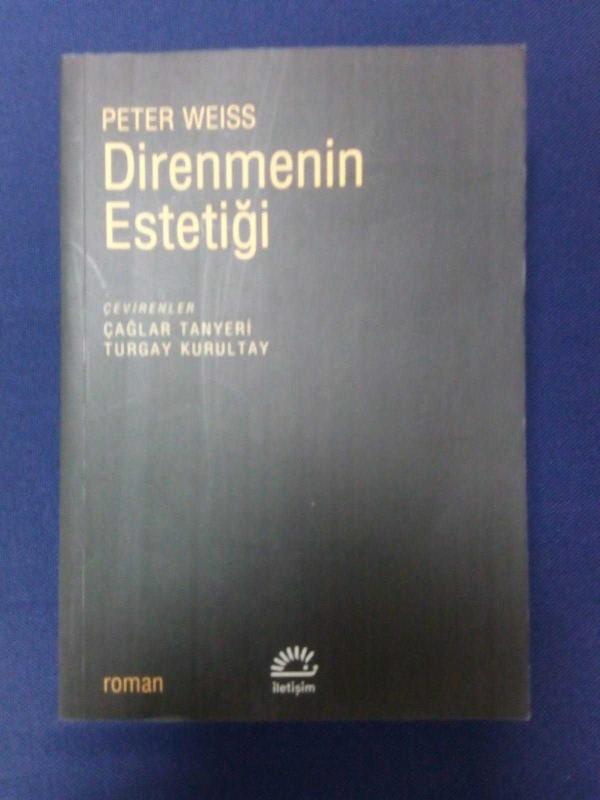 PETER WEISS
Direnmenin
Estetiği
ÇEVİRENLER
ÇAĞLAR TANYERİ
TURGAY KURULTAY
roman
iletişim